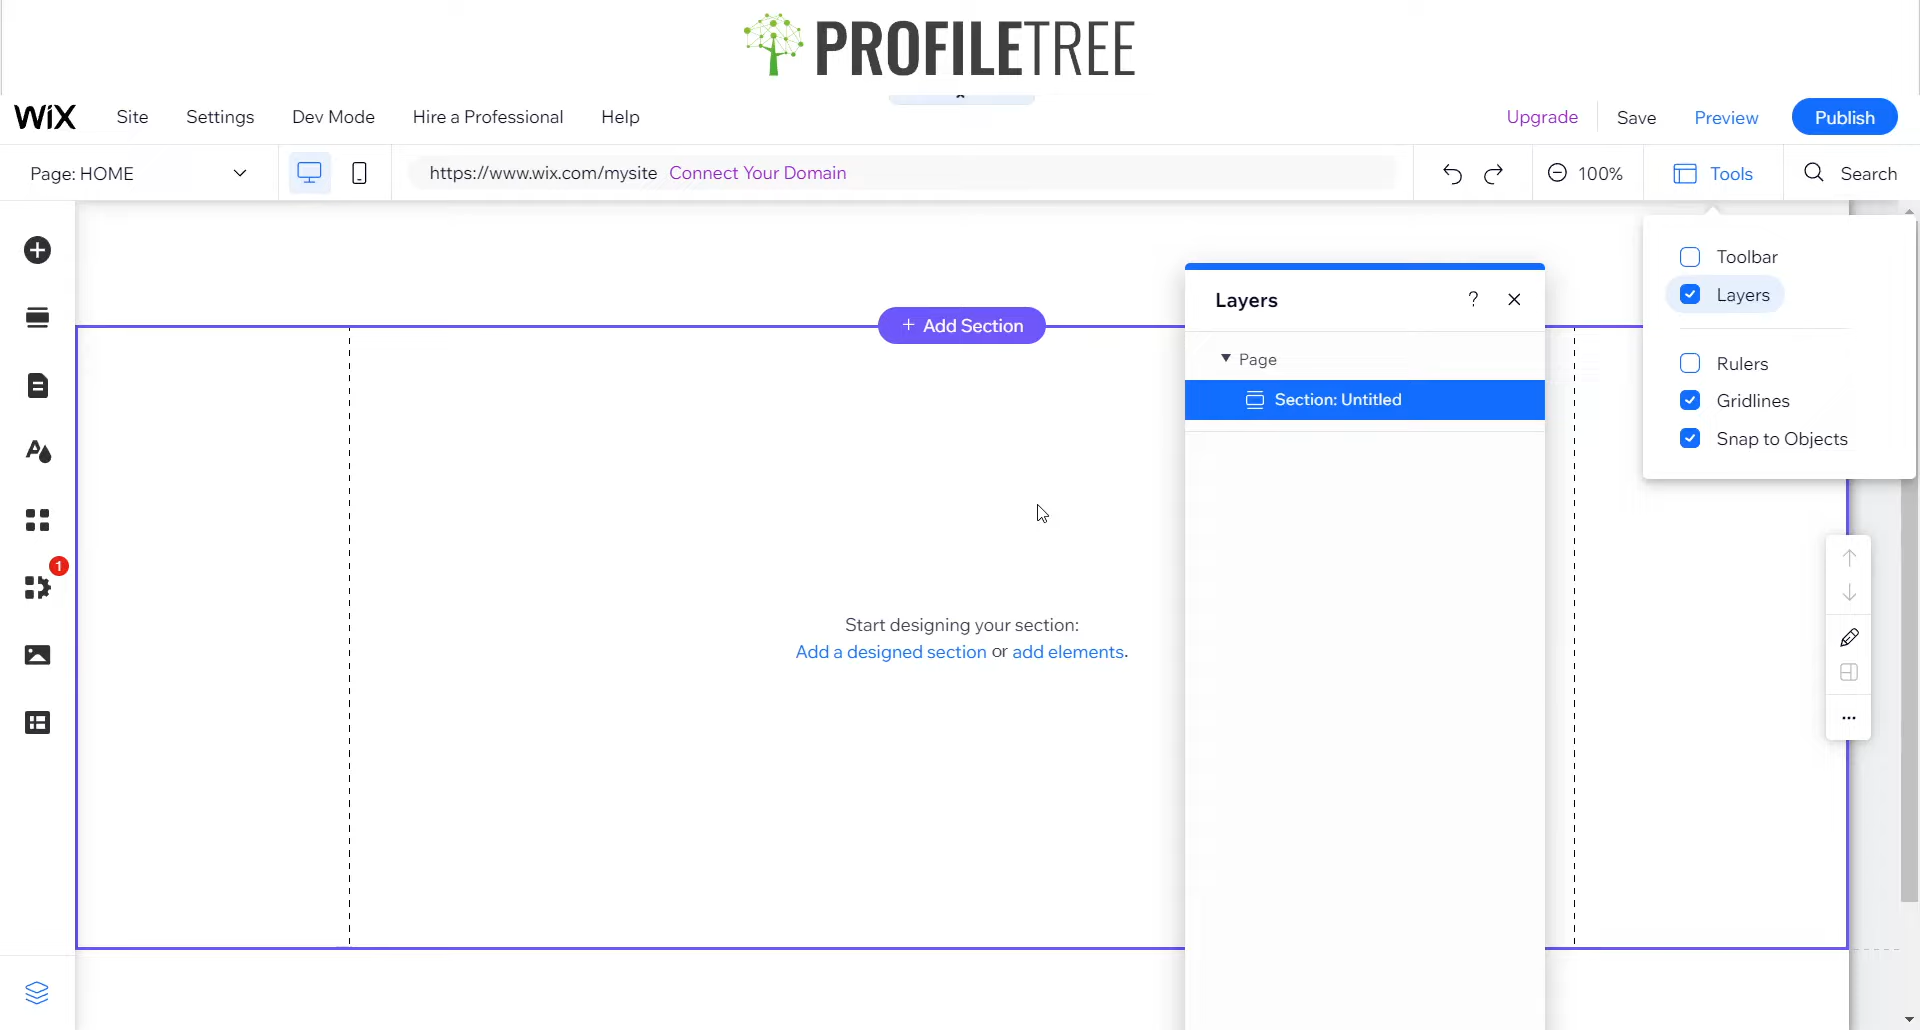 PROFILETREE
WiX Site Settings Dev Mode Hire a Professional Help Upgrade Save Preview Publish
Page: HOME https://www.wix.com/mysite Connect Your Domain 100% Tools Search
Toolbar
Layers
Rulers
Gridlines
Snap to Objects
+ Add Section
Layers ?
Page
Section: Untitled
1
Start designing your section:
Add a designed section or add elements.